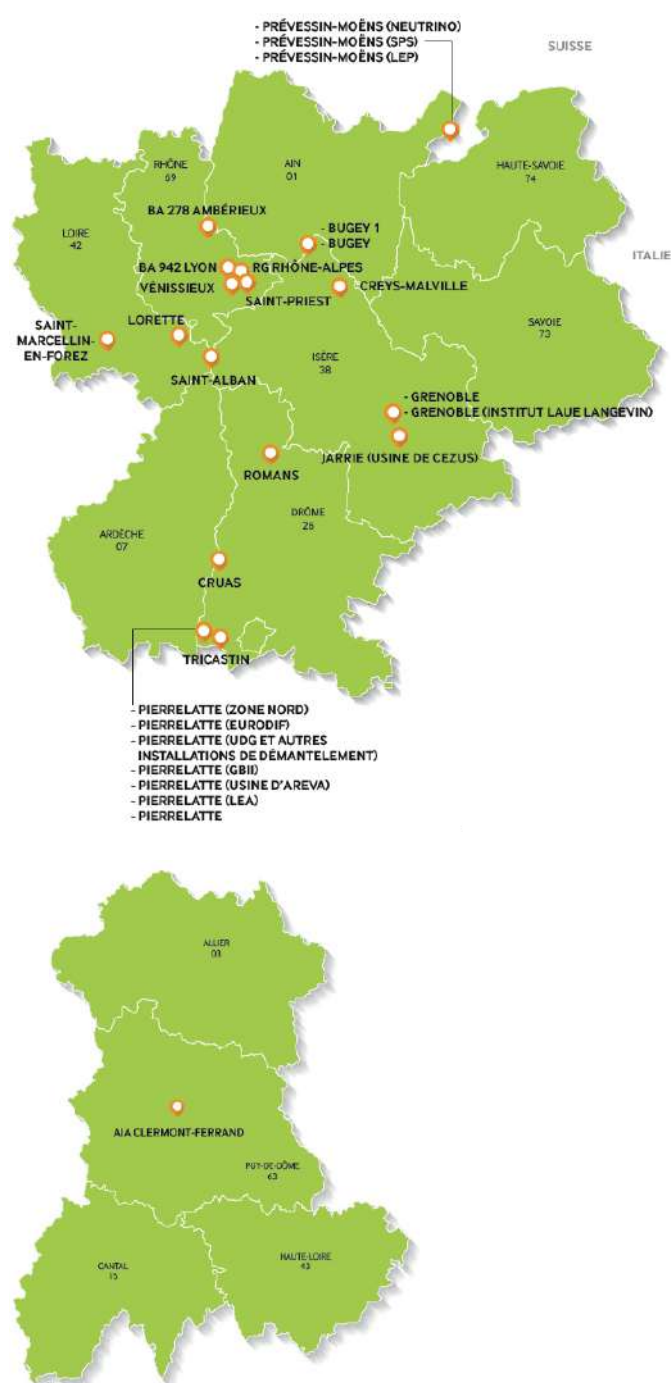 - PRÉVESSIN-MOËNS (NEUTRINO)
- PRÉVESSIN-MOËNS (SPS)
- PRÉVESSIN-MOËNS (LEP)
SUISSE
RHÔNE
69
AIN
01
HAUTE-SAVOIE
74
LOIRE
42
BA 278 AMBÉRIEUX
- BUGEY 1
- BUGEY
ITALIE
BA 942 LYON
RG RHÔNE-ALPES
VÉNISSIEUX
SAINT-PRIEST
CREYS-MALVILLE
SAINT-
MARCELLIN-
EN-FOREZ
LORETTE
SAVOIE
73
SAINT-ALBAN
ISÈRE
38
- GRENOBLE
- GRENOBLE (INSTITUT LAUE LANGEVIN)
JARRIE (USINE DE CEZUS)
ROMANS
DRÔME
26
ARDÈCHE
07
CRUAS
TRICASTIN
- PIERRELATTE (ZONE NORD)
- PIERRELATTE (EURODIF)
- PIERRELATTE (UDG ET AUTRES
INSTALLATIONS DE DÉMANTELEMENT)
- PIERRELATTE (GBII)
- PIERRELATTE (USINE D'AREVA)
- PIERRELATTE (LEA)
- PIERRELATTE
ALLIER
03
AIA CLERMONT-FERRAND
PUY-DE-DÔME
63
CANTAL
15
HAUTE-LOIRE
43